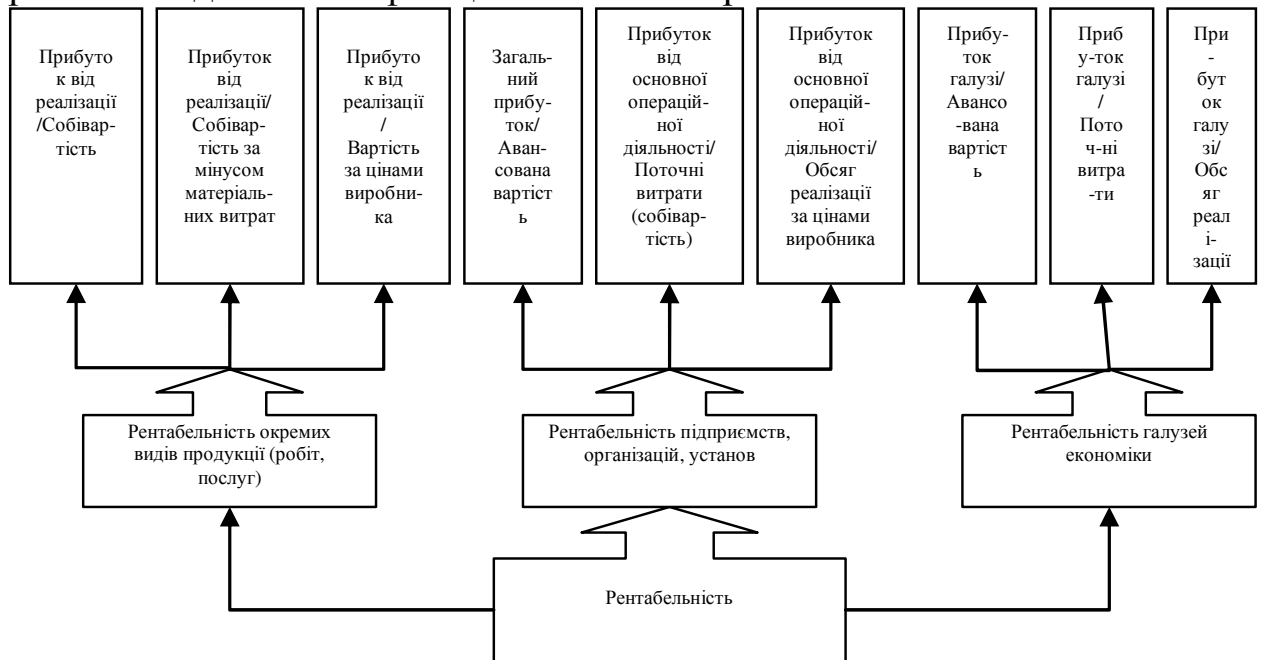 Прибуто
к від
реалізації
/Собівар-
тість
Прибуток
від
реалізації/
Собівар-
тість за
мінусом
матеріаль-
них витрат
Прибуто
к від
реалізації
/
Вартість
за цінами
виробни-
ка
Загаль-
ний
прибу-
ток/
Аван-
сована
вартіст
ь
Прибуток
від
основної
операцій-
ної
діяльності/
Поточні
витрати
(собівар-
тість)
Прибуток
від
основної
операцій-
ної
діяльності/
Обсяг
реалізації
за цінами
виробника
Прибу-
ток
галузі/
Авансо
-вана
вартіст
ь
Приб
у-ток
галузі
/
Пото
ч-ні
витра
-ти
При
-
бут
ок
галу
зі/
Обс
яг
реал
і-
зації
Рентабельність окремих
видів продукції (робіт,
послуг)
Рентабельність підприємств,
організацій, установ
Рентабельність галузей
економіки
Рентабельність